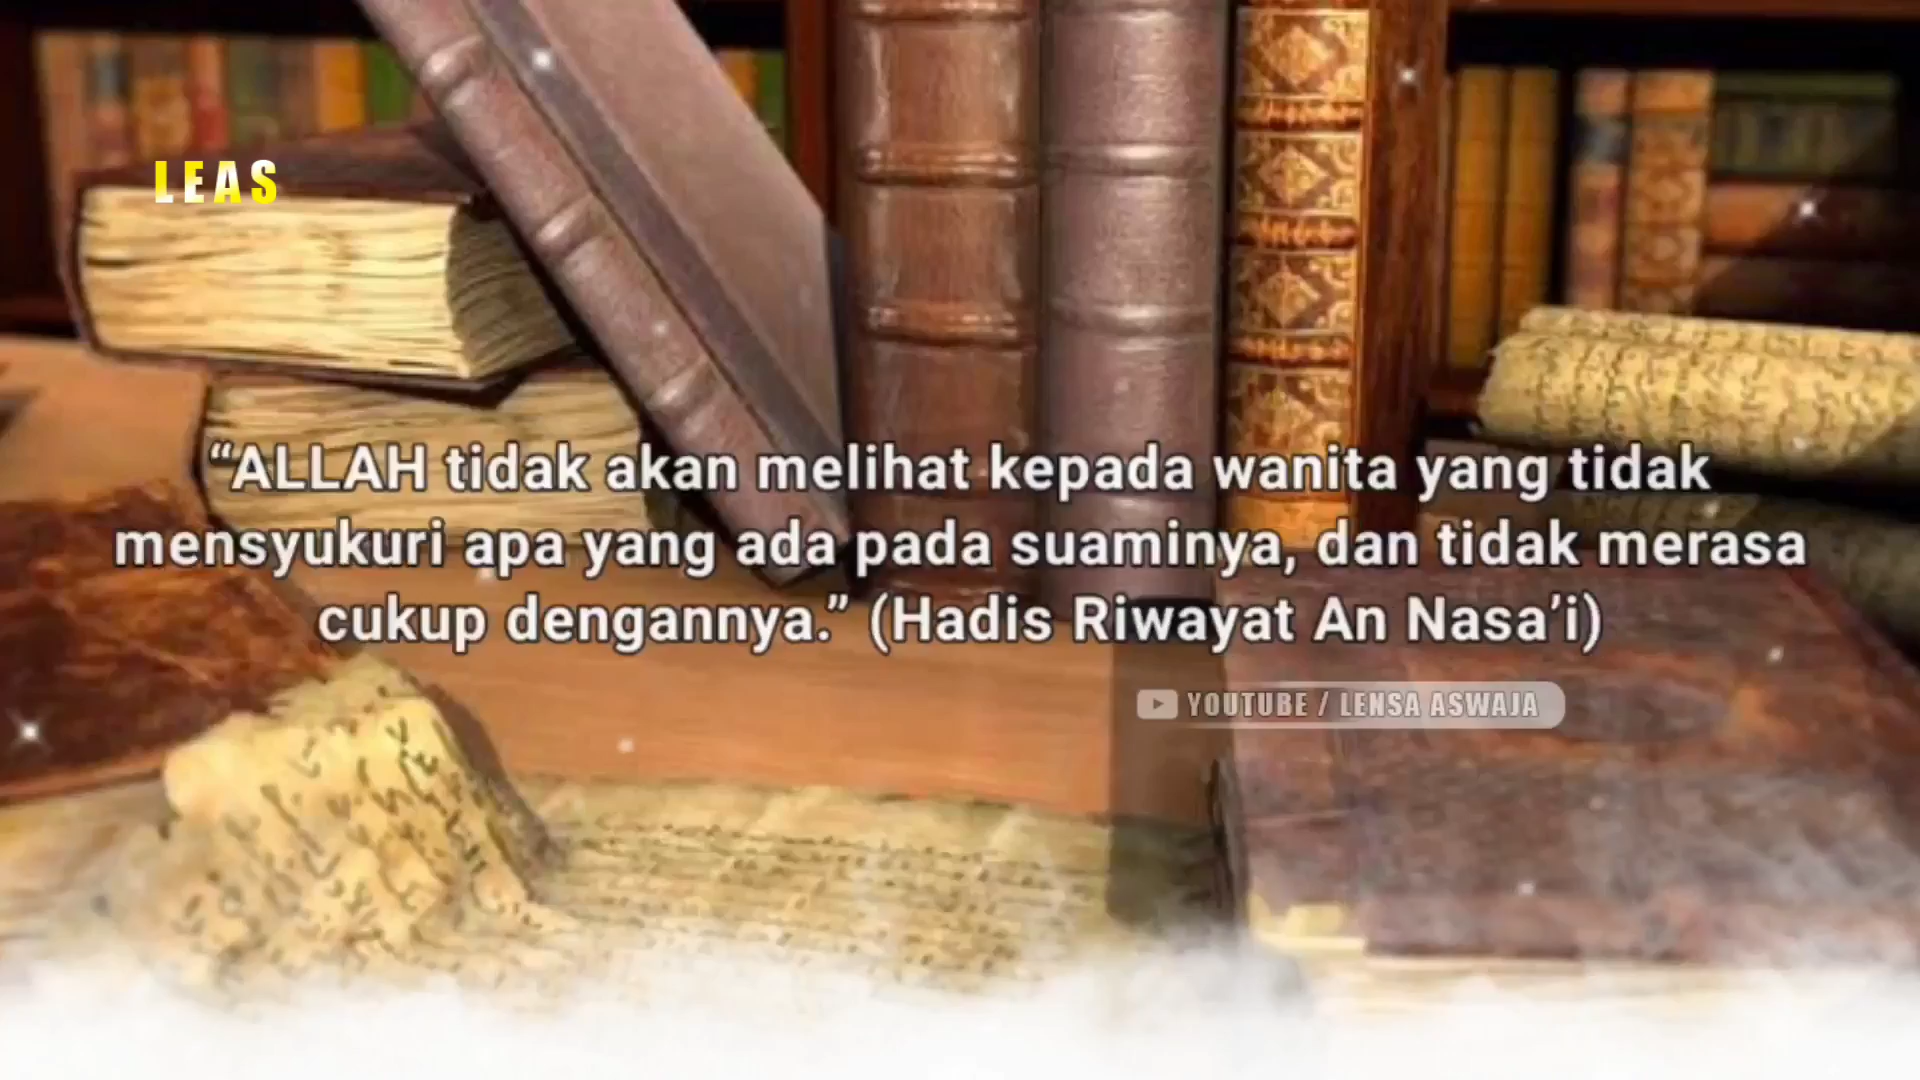 LEAS
“ALLAH tidak akan melihat kepada wanita yang tidak
mensyukuri apa yang ada pada suaminya, dan tidak merasa
cukup dengannya.” (Hadis Riwayat An Nasa’i)
YOUTUBE / LENSA ASWAJA